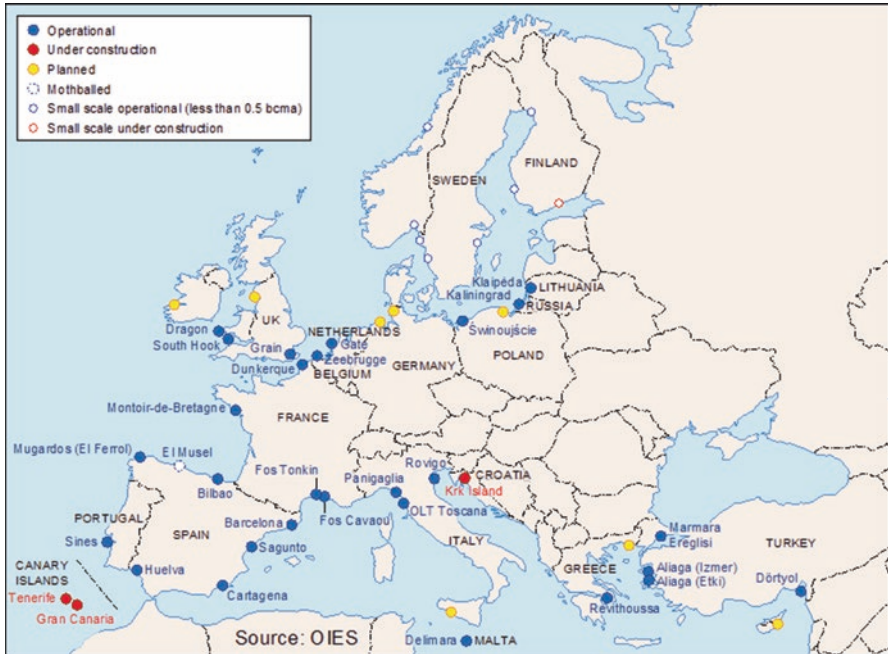 Operational
Under construction
Planned
Mothballed
Small scale operational (less than 0.5 bcma)
Small scale under construction
FINLAND
SWEDEN
Klaipėda
LITHUANIA
Kaliningrad
RUSSIA
Dragon
UK
NETHERLANDS
Świnoujście
South Hook
Gate
Grain
Zeebrugge
POLAND
Dunkerque
BELGIUM
GERMANY
Montoir-de-Bretagne
FRANCE
Mugardos (El Ferrol)
El Musel
Fos Tonkin
Rovigo
CROATIA
Panigaglia
Krk Island
Bilbao
Fos Cavaou
OLT Toscana
PORTUGAL
Barcelona
Marmara
Ereglisi
SPAIN
ITALY
TURKEY
Sines
Sagunto
CANARY
ISLANDS
Huelva
GREECE
Aliaga (Izmer)
Aliaga (Etki)
Dörtyol
Tenerife
Cartagena
Revithoussa
Gran Canaria
Source: OIES
Delimara
MALTA